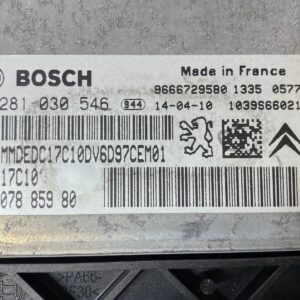 BOSCH
Made in France
9666729580 1335 0577
281 030 546 944 14-04-10 1039S66021
MMDEDC17C10DV6D97CEM01
17C10
078 859 80
>PA66-